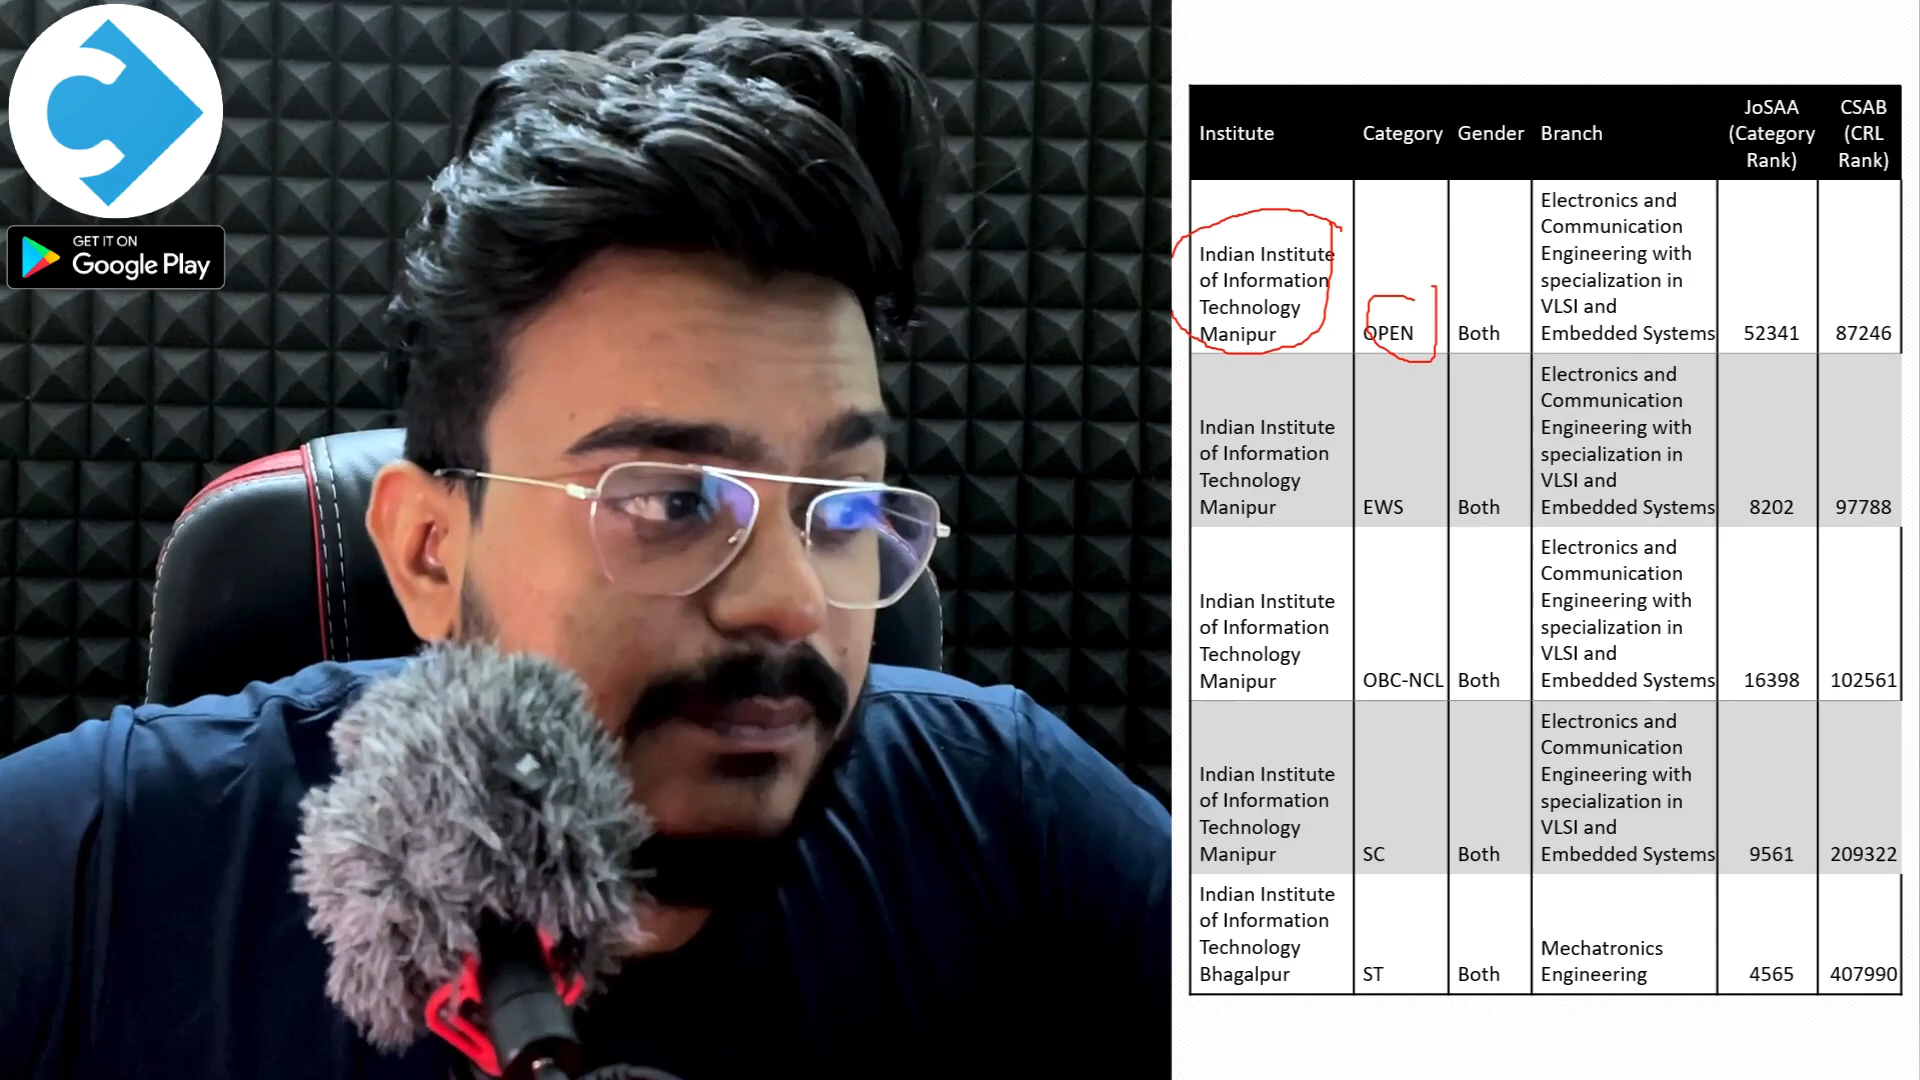 GET IT ON
Google Play
Institute
Category
Gender
Branch
JoSAA
(Category
Rank)
CSAB
(CRL
Rank)
Indian Institute
of Information
Technology
Manipur
OPEN
Both
Electronics and
Communication
Engineering with
specialization in
VLSI and
Embedded Systems
52341
87246
Indian Institute
of Information
Technology
Manipur
EWS
Both
Electronics and
Communication
Engineering with
specialization in
VLSI and
Embedded Systems
8202
97788
Indian Institute
of Information
Technology
Manipur
OBC-NCL
Both
Electronics and
Communication
Engineering with
specialization in
VLSI and
Embedded Systems
16398
102561
Indian Institute
of Information
Technology
Manipur
SC
Both
Electronics and
Communication
Engineering with
specialization in
VLSI and
Embedded Systems
9561
209322
Indian Institute
of Information
Technology
Bhagalpur
ST
Both
Mechatronics
Engineering
4565
407990